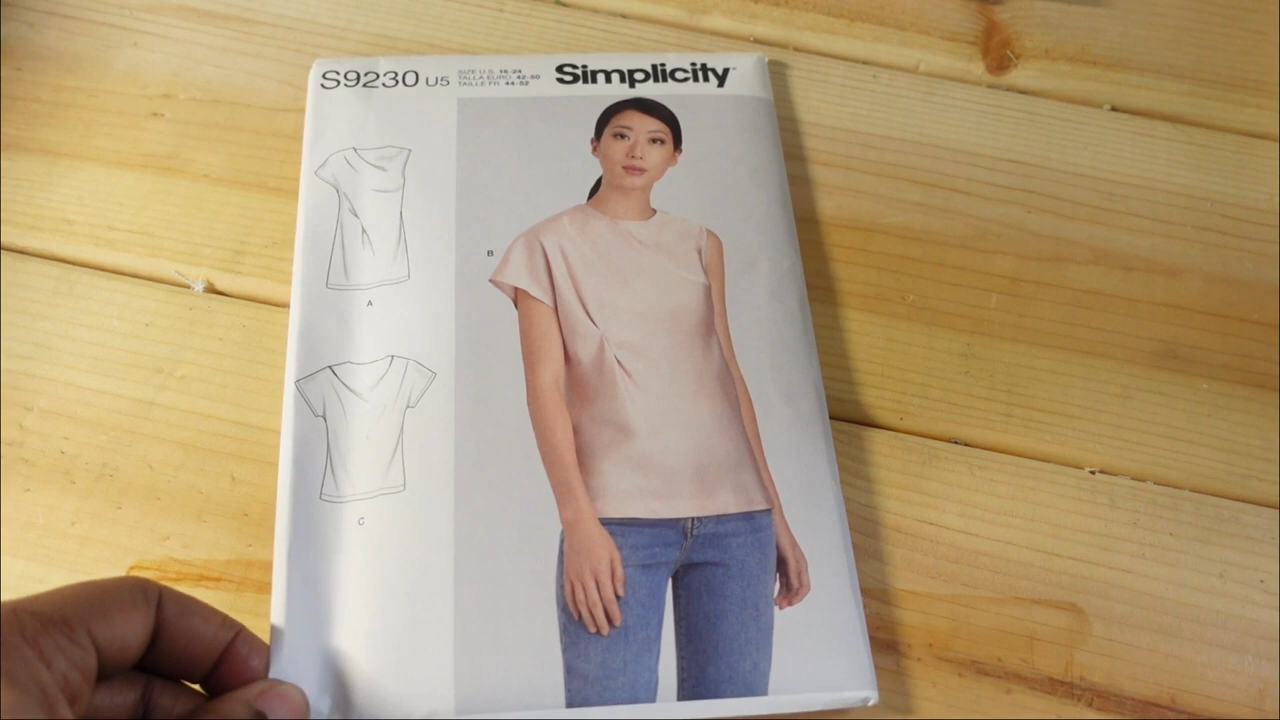 S9230 U5
SIZE U.S. 16-24
TALLA EURO. 42-50
TAILLE FR. 44-52
Simplicity
B
A
C